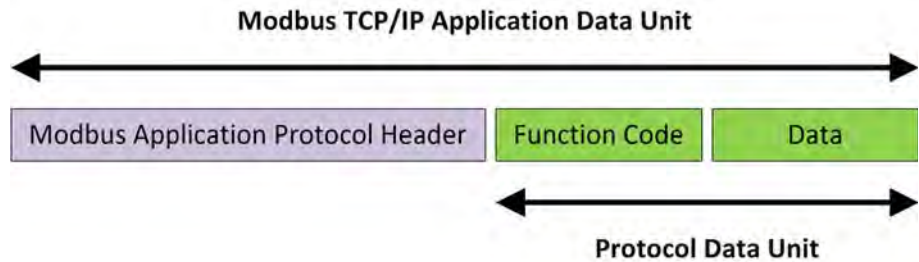 Modbus TCP/IP Application Data Unit
Modbus Application Protocol Header
Function Code
Data
Protocol Data Unit